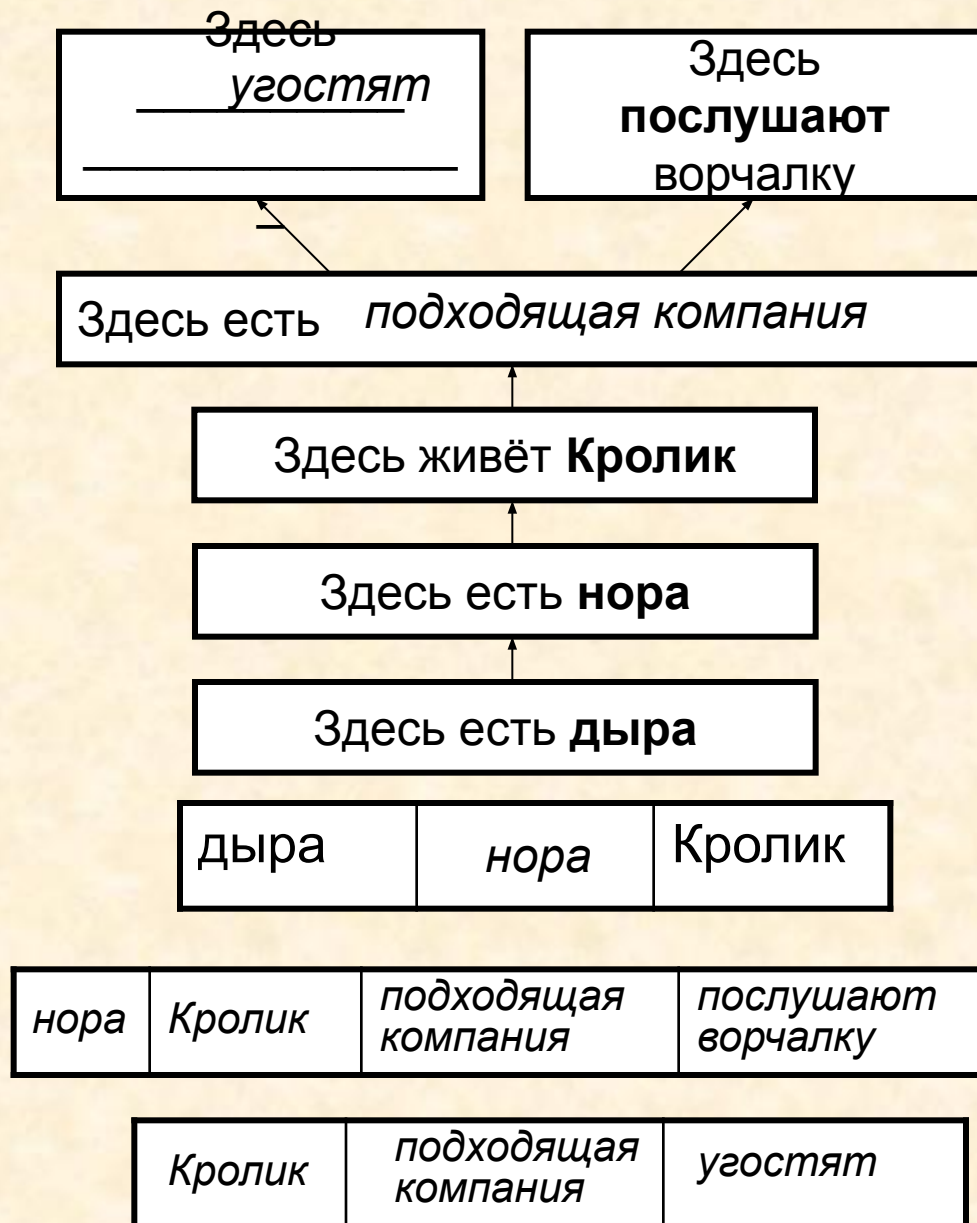 Здесь
угостят
Здесь
послушают
ворчалку
Здесь есть подходящая компания
Здесь живёт Кролик
Здесь есть нора
Здесь есть дыра
дыра нора Кролик
нора Кролик подходящая компания послушают ворчалку
Кролик подходящая компания угостят